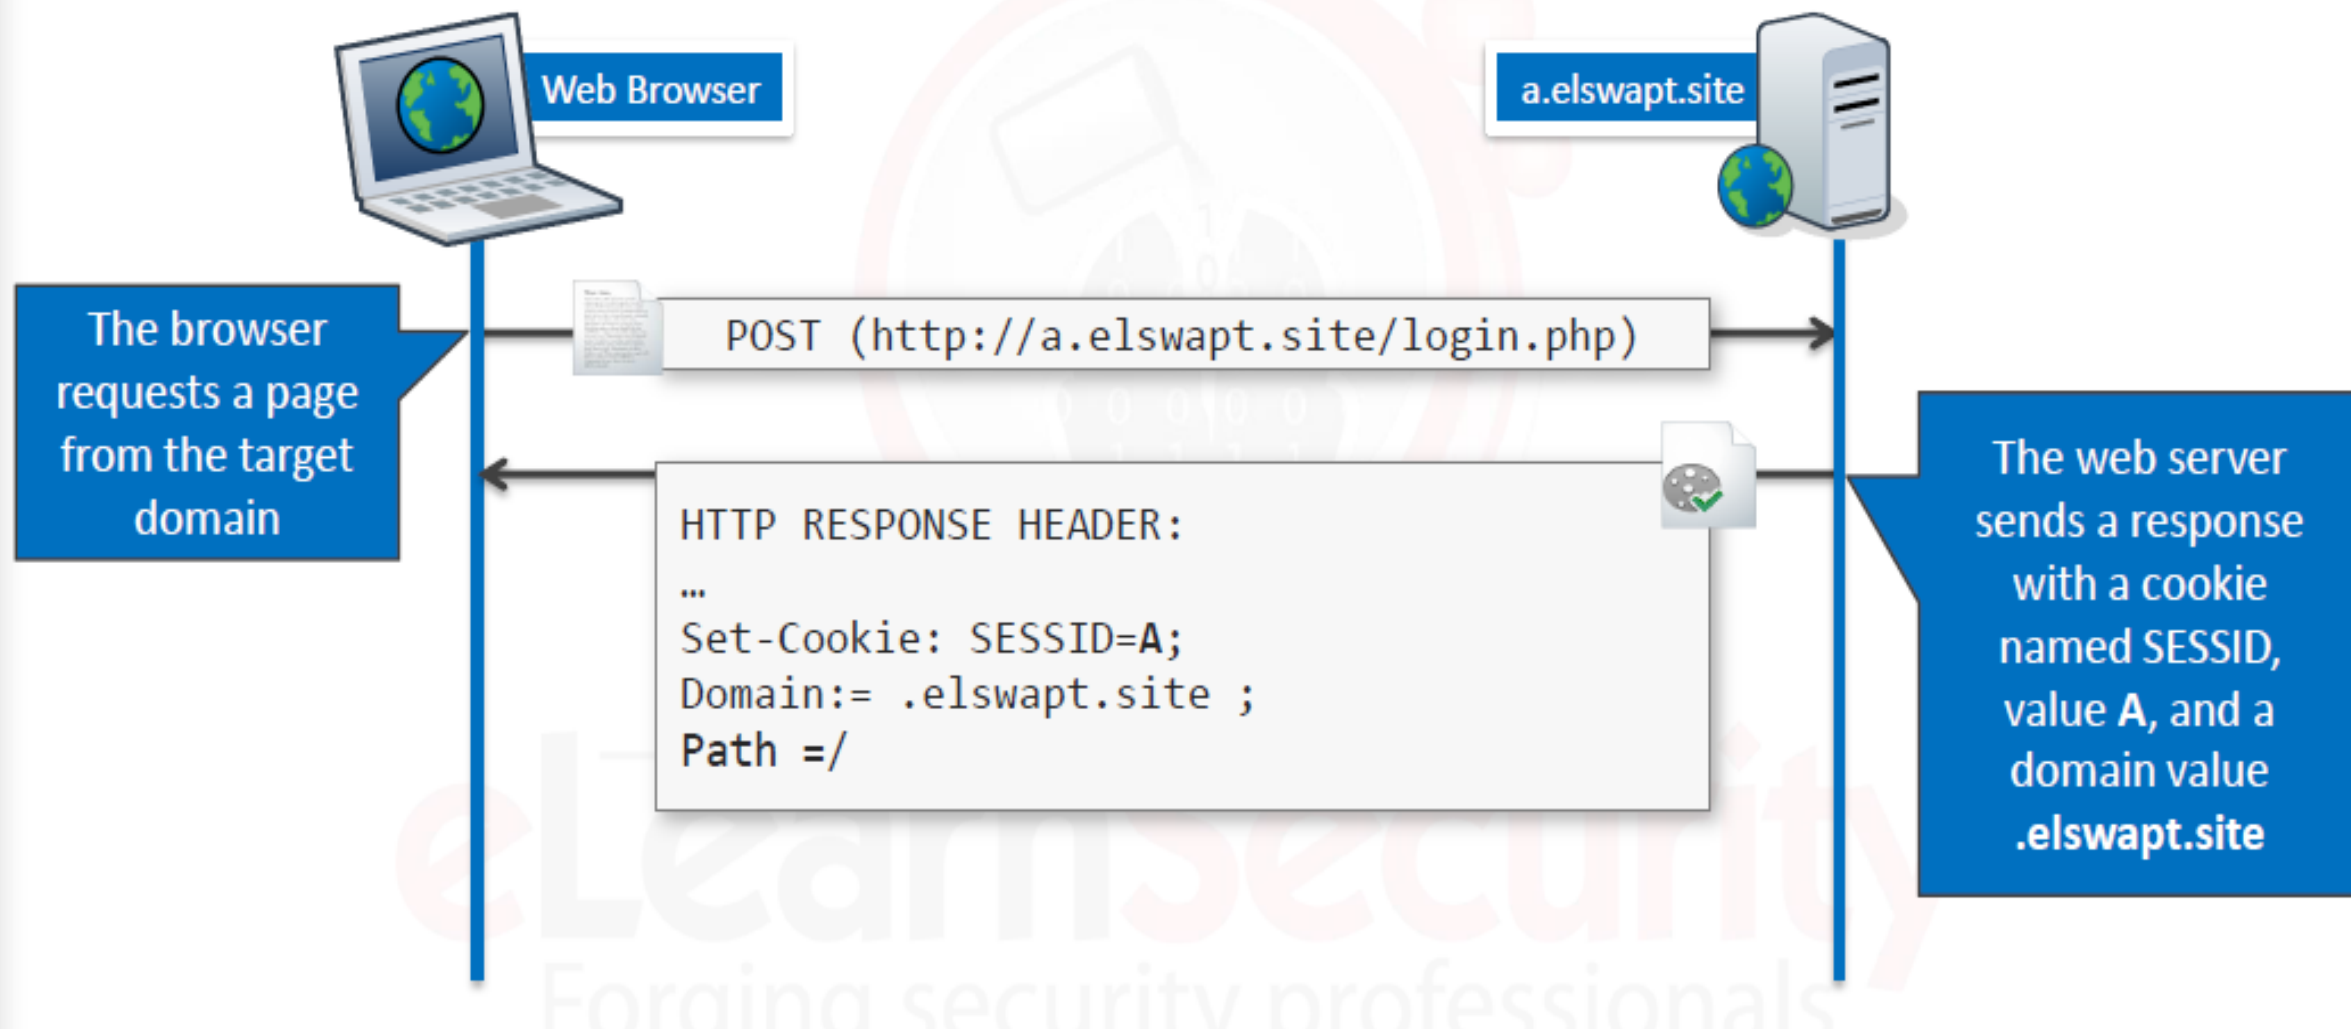 Web Browser
a.elswapt.site
The browser
requests a page
from the target
domain
POST (http://a.elswapt.site/login.php)
HTTP RESPONSE HEADER:
…
Set-Cookie: SESSID=A;
Domain:= .elswapt.site ;
Path =/
The web server
sends a response
with a cookie
named SESSID,
value A, and a
domain value
.elswapt.site
eLearnSecurity
Forging security professionals